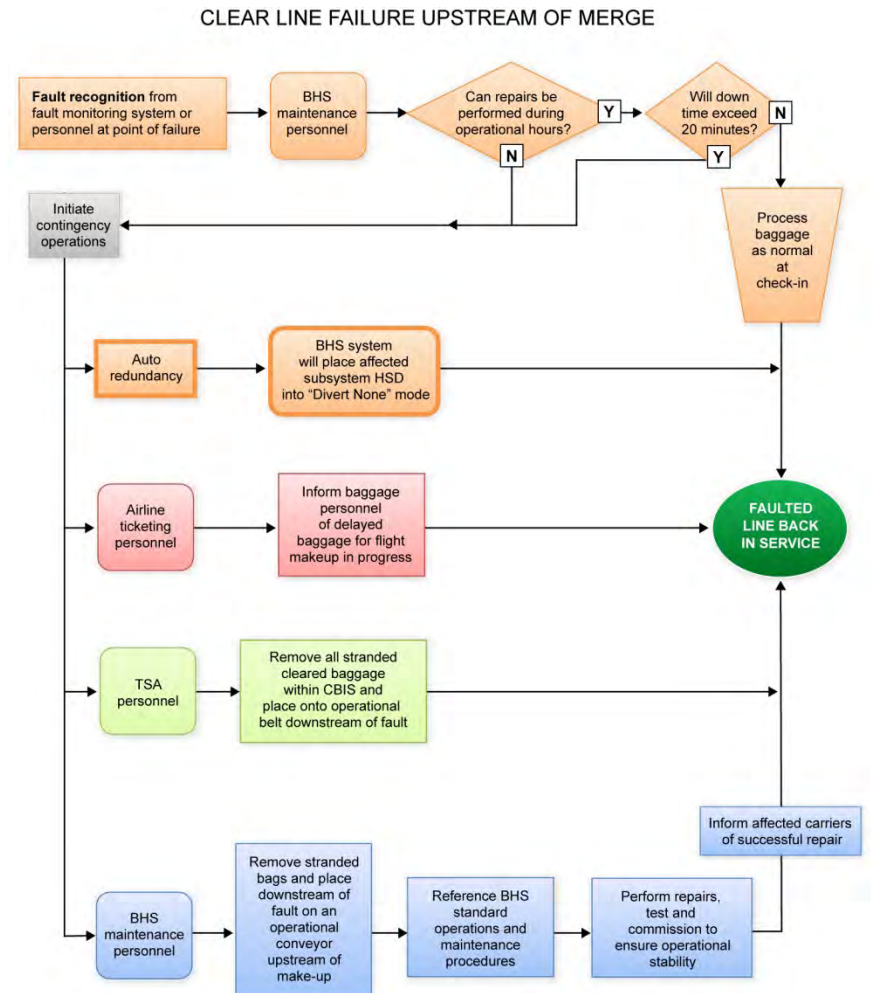 CLEAR LINE FAILURE UPSTREAM OF MERGE
Fault recognition from
fault monitoring system or
personnel at point of failure
BHS
maintenance
personnel
Can repairs be
performed during
operational hours?
Y
N
Will down
time exceed
20 minutes?
N
Y
Initiate
contingency
operations
Process
baggage
as normal
at
check-in
Auto
redundancy
BHS system
will place affected
subsystem HSD
into “Divert None” mode
Airline
ticketing
personnel
Inform baggage
personnel
of delayed
baggage for flight
makeup in progress
FAULTED
LINE BACK
IN SERVICE
TSA
personnel
Remove all stranded
cleared baggage
within CBIS and
place onto operational
belt downstream of fault
Inform affected carriers
of successful repair
BHS
maintenance
personnel
Remove stranded
bags and place
downstream of
fault on an
operational
conveyor
upstream of
make-up
Reference BHS
standard
operations and
maintenance
procedures
Perform repairs,
test and
commission to
ensure operational
stability